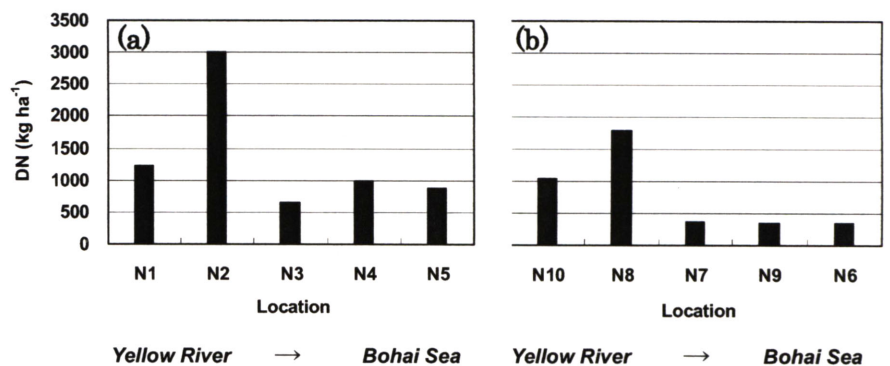 (a)
(b)
DN (kg ha⁻¹)
3500
3000
2500
2000
1500
1000
500
0
N1 N2 N3 N4 N5
N10 N8 N7 N9 N6
Location
Location
Yellow River → Bohai Sea
Yellow River → Bohai Sea